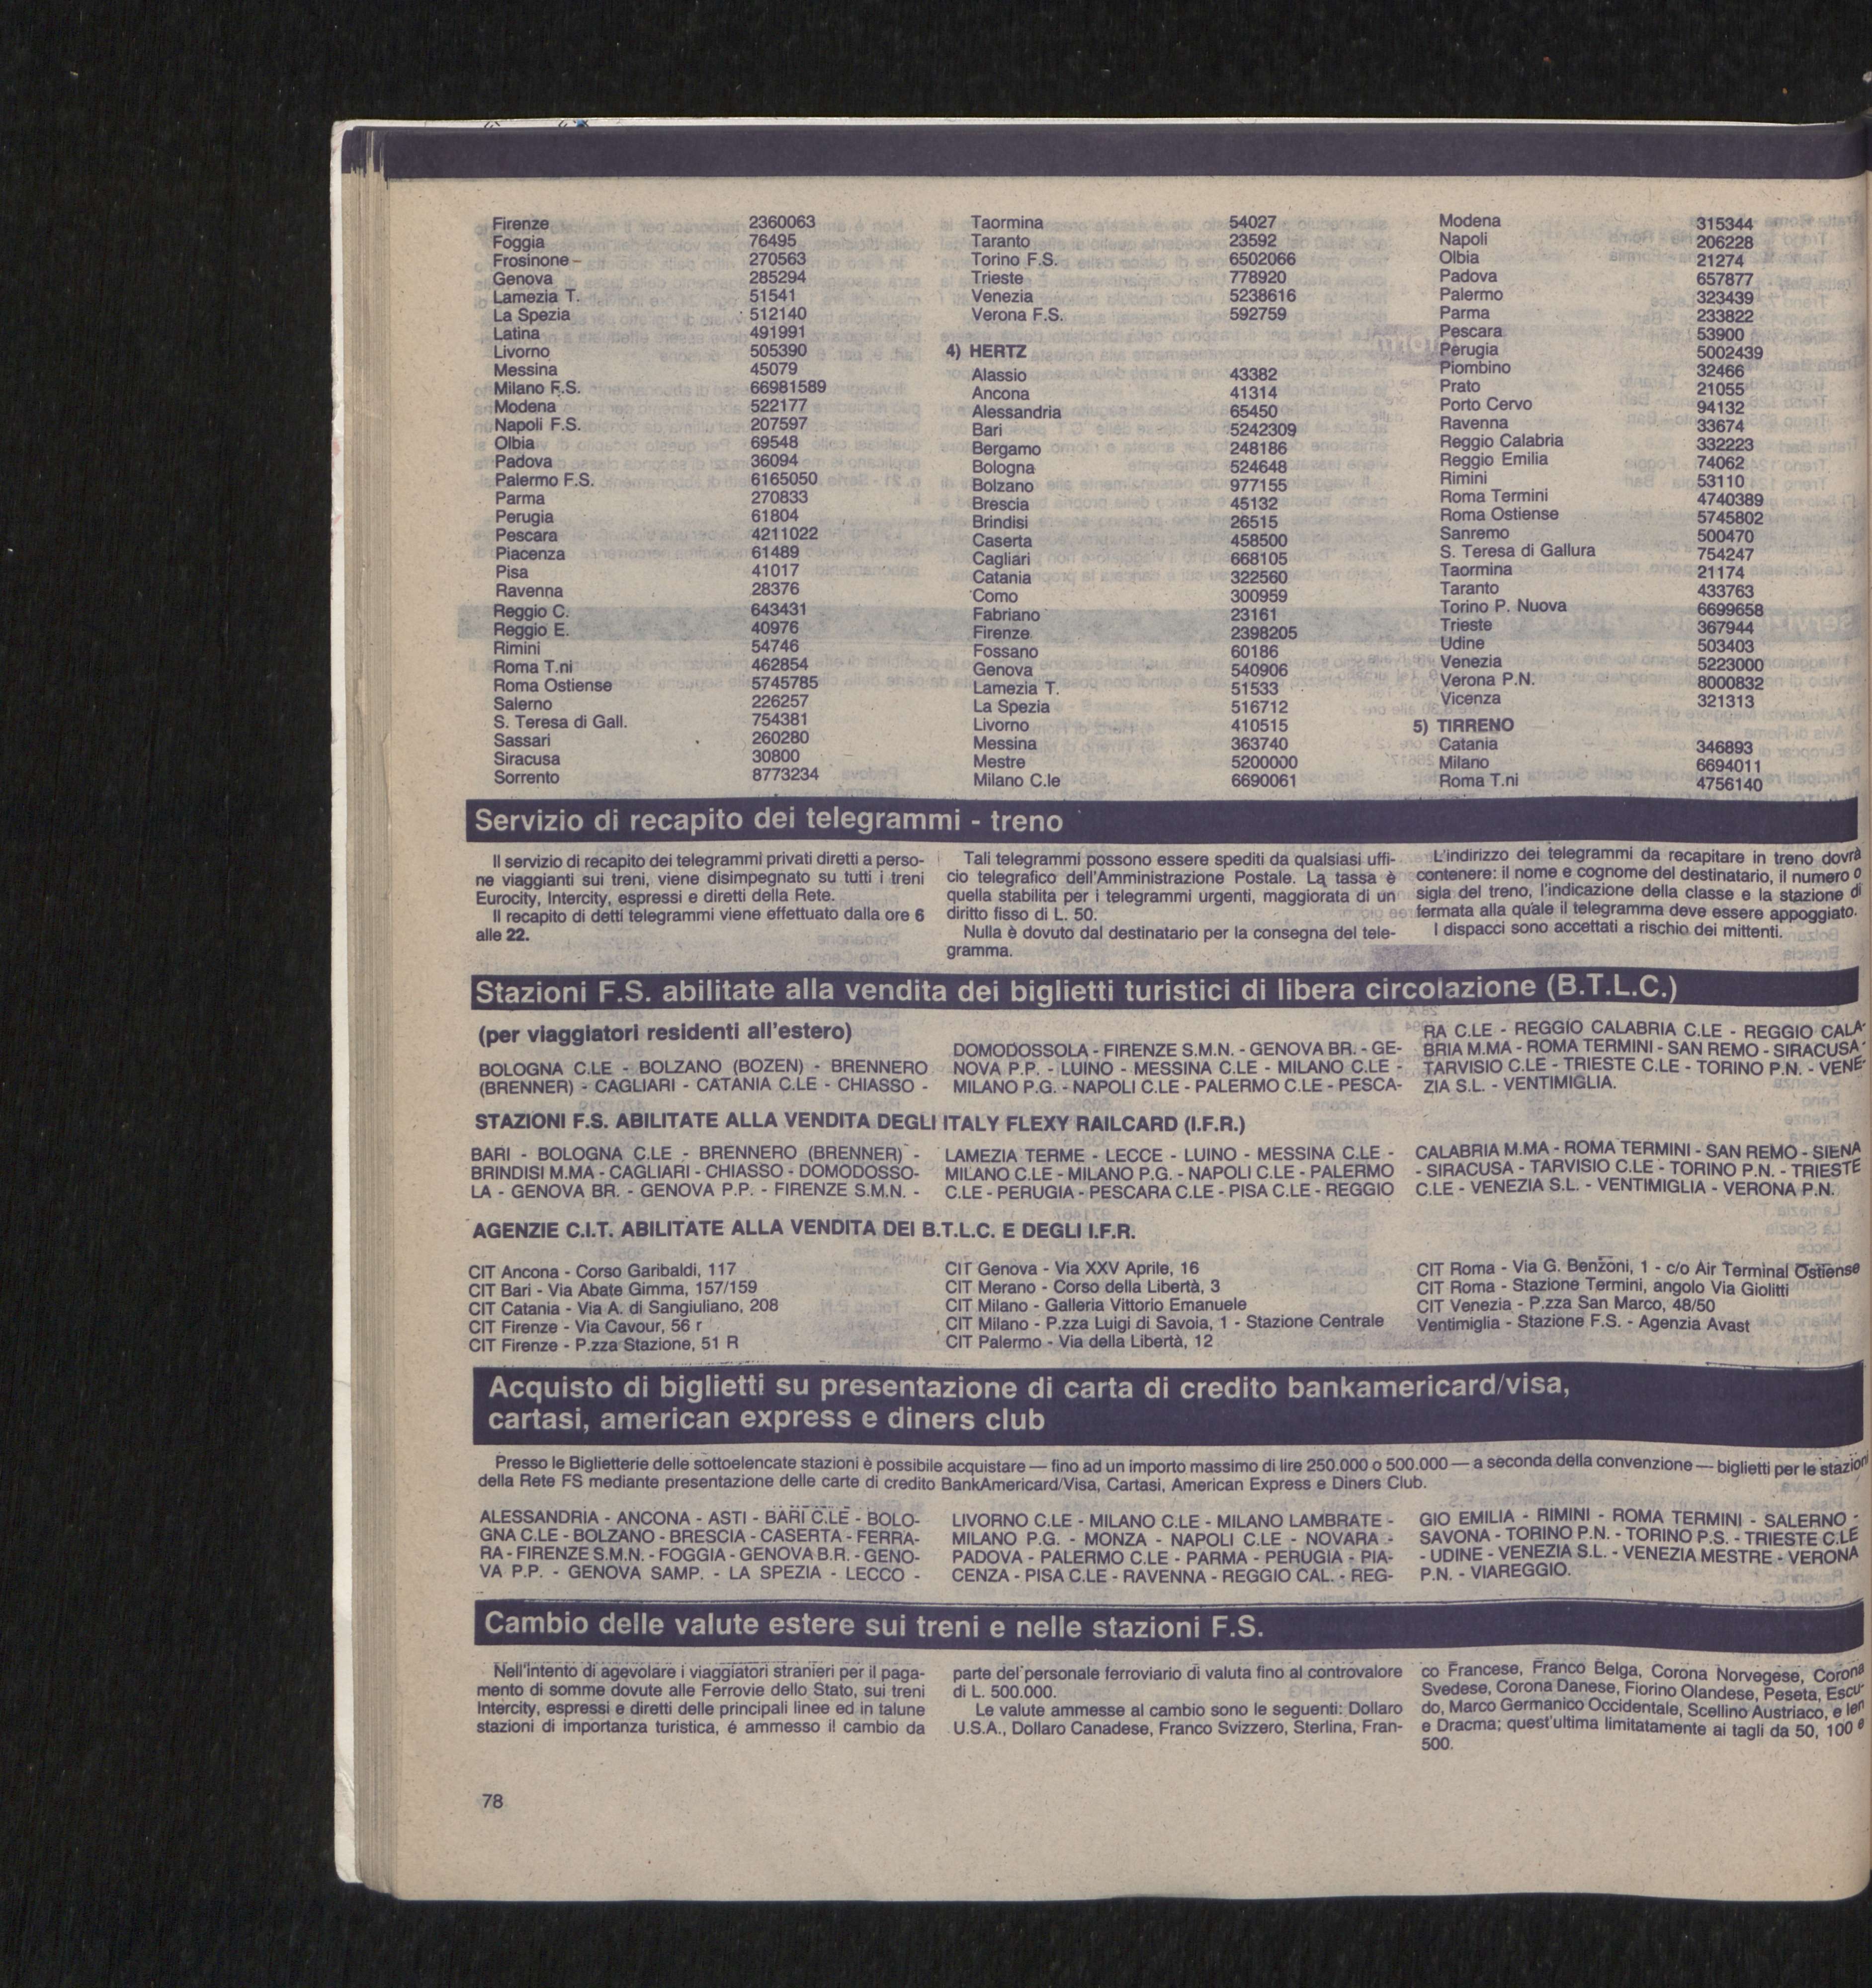 Firenze 2360063
Foggia 76495
Frosinone 270563
Genova 285294
Lamezia T. 51541
La Spezia 512140
Latina 491991
Livorno 505390
Messina 45079
Milano F.S. 66981589
Modena 522177
Napoli F.S. 207597
Olbia 69548
Padova 36094
Palermo F.S. 6165050
Parma 270833
Perugia 61804
Pescara 4211022
Piacenza 61489
Pisa 41017
Ravenna 28376
Reggio C. 643431
Reggio E. 40976
Rimini 54746
Roma T.ni 462854
Roma Ostiense 5745785
Salerno 226257
S. Teresa di Gall. 754381
Sassari 260280
Siracusa 30800
Sorrento 8773234
Taormina 54027
Taranto 23592
Torino F.S. 6502066
Trieste 778920
Venezia 5238616
Verona F.S. 592759
4) HERTZ
Alassio 43382
Ancona 41314
Alessandria 65450
Bari 5242309
Bergamo 248186
Bologna 524648
Bolzano 977155
Brescia 45132
Brindisi 26515
Caserta 458500
Cagliari 668105
Catania 322560
Como 300959
Fabriano 23161
Firenze 2398205
Fossano 60186
Genova 540906
Lamezia T. 51533
La Spezia 516712
Livorno 410515
Messina 363740
Mestre 5200000
Milano C.le 6690061
Modena 315344
Napoli 206228
Olbia 21274
Padova 657877
Palermo 323439
Parma 233822
Pescara 53900
Perugia 5002439
Piombino 32466
Prato 21055
Porto Cervo 94132
Ravenna 33674
Reggio Calabria 332223
Reggio Emilia 74062
Rimini 53110
Roma Termini 4740389
Roma Ostiense 5745802
Sanremo 500470
S. Teresa di Gallura 754247
Taormina 21174
Taranto 433763
Torino P. Nuova 6699658
Trieste 367944
Udine 503403
Venezia 5223000
Verona P.N. 8000832
Vicenza 321313
5) TIRRENO
Catania 346893
Milano 6694011
Roma T.ni 4756140
Servizio di recapito dei telegrammi - treno
Il servizio di recapito dei telegrammi privati diretti a perso-
ne viaggianti sui treni, viene disimpegnato su tutti i treni
Eurocity, Intercity, espressi e diretti della Rete.
Il recapito di detti telegrammi viene effettuato dalla ore 6
alle 22.
Tali telegrammi possono essere spediti da qualsiasi uffi-
cio telegrafico dell'Amministrazione Postale. La tassa è
quella stabilita per i telegrammi urgenti, maggiorata di un
diritto fisso di L. 50.
Nulla è dovuto dal destinatario per la consegna del tele-
gramma.
L'indirizzo dei telegrammi da recapitare in treno dovrà
contenere: il nome e cognome del destinatario, il numero o
sigla del treno, l'indicazione della classe e la stazione di
fermata alla quale il telegramma deve essere appoggiato.
I dispacci sono accettati a rischio dei mittenti.
Stazioni F.S. abilitate alla vendita dei biglietti turistici di libera circolazione (B.T.L.C.)
(per viaggiatori residenti all'estero)
BOLOGNA C.LE - BOLZANO (BOZEN) - BRENNERO
(BRENNER) - CAGLIARI - CATANIA C.LE - CHIASSO -
DOMODOSSOLA - FIRENZE S.M.N. - GENOVA BR. - GE-
NOVA P.P. - LUINO - MESSINA C.LE - MILANO C.LE -
MILANO P.G. - NAPOLI C.LE - PALERMO C.LE - PESCA-
RA C.LE - REGGIO CALABRIA C.LE - REGGIO CALA-
BRIA M.MA - ROMA TERMINI - SAN REMO - SIRACUSA -
TARVISIO C.LE - TRIESTE C.LE - TORINO P.N. - VENE-
ZIA S.L. - VENTIMIGLIA.
STAZIONI F.S. ABILITATE ALLA VENDITA DEGLI ITALY FLEXY RAILCARD (I.F.R.)
BARI - BOLOGNA C.LE - BRENNERO (BRENNER) -
BRINDISI M.MA - CAGLIARI - CHIASSO - DOMODOSSO-
LA - GENOVA BR. - GENOVA P.P. - FIRENZE S.M.N. -
LAMEZIA TERME - LECCE - LUINO - MESSINA C.LE -
MILANO C.LE - MILANO P.G. - NAPOLI C.LE - PALERMO
C.LE - PERUGIA - PESCARA C.LE - PISA C.LE - REGGIO
CALABRIA M.MA - ROMA TERMINI - SAN REMO - SIENA
- SIRACUSA - TARVISIO C.LE - TORINO P.N. - TRIESTE
C.LE - VENEZIA S.L. - VENTIMIGLIA - VERONA P.N.
AGENZIE C.I.T. ABILITATE ALLA VENDITA DEI B.T.L.C. E DEGLI I.F.R.
CIT Ancona - Corso Garibaldi, 117
CIT Bari - Via Abate Gimma, 157/159
CIT Catania - Via A. di Sangiuliano, 208
CIT Firenze - Via Cavour, 56 r
CIT Firenze - P.zza Stazione, 51 R
CIT Genova - Via XXV Aprile, 16
CIT Merano - Corso della Libertà, 3
CIT Milano - Galleria Vittorio Emanuele
CIT Milano - P.zza Luigi di Savoia, 1 - Stazione Centrale
CIT Palermo - Via della Libertà, 12
CIT Roma - Via G. Benzoni, 1 - c/o Air Terminal Ostiense
CIT Roma - Stazione Termini, angolo Via Giolitti
CIT Venezia - P.zza San Marco, 48/50
Ventimiglia - Stazione F.S. - Agenzia Avast
Acquisto di biglietti su presentazione di carta di credito bankamericard/visa,
cartasi, american express e diners club
Presso le Biglietterie delle sottoelencate stazioni è possibile acquistare — fino ad un importo massimo di lire 250.000 o 500.000 — a seconda della convenzione — biglietti per le stazioni
della Rete FS mediante presentazione delle carte di credito BankAmericard/Visa, Cartasi, American Express e Diners Club.
ALESSANDRIA - ANCONA - ASTI - BARI C.LE - BOLO-
GNA C.LE - BOLZANO - BRESCIA - CASERTA - FERRA-
RA - FIRENZE S.M.N. - FOGGIA - GENOVA B.R. - GENO-
VA P.P. - GENOVA SAMP. - LA SPEZIA - LECCO -
LIVORNO C.LE - MILANO C.LE - MILANO LAMBRATE -
MILANO P.G. - MONZA - NAPOLI C.LE - NOVARA -
PADOVA - PALERMO C.LE - PARMA - PERUGIA - PIA-
CENZA - PISA C.LE - RAVENNA - REGGIO CAL. - REG-
GIO EMILIA - RIMINI - ROMA TERMINI - SALERNO -
SAVONA - TORINO P.N. - TORINO P.S. - TRIESTE C.LE
- UDINE - VENEZIA S.L. - VENEZIA MESTRE - VERONA
P.N. - VIAREGGIO.
Cambio delle valute estere sui treni e nelle stazioni F.S.
Nell'intento di agevolare i viaggiatori stranieri per il paga-
mento di somme dovute alle Ferrovie dello Stato, sui treni
Intercity, espressi e diretti delle principali linee ed in talune
stazioni di importanza turistica, é ammesso il cambio da
parte del personale ferroviario di valuta fino al controvalore
di L. 500.000.
Le valute ammesse al cambio sono le seguenti: Dollaro
U.S.A., Dollaro Canadese, Franco Svizzero, Sterlina, Fran-
co Francese, Franco Belga, Corona Norvegese, Corona
Svedese, Corona Danese, Fiorino Olandese, Peseta, Escu-
do, Marco Germanico Occidentale, Scellino Austriaco, e Ien
e Dracma; quest'ultima limitatamente ai tagli da 50, 100 e
500.
78